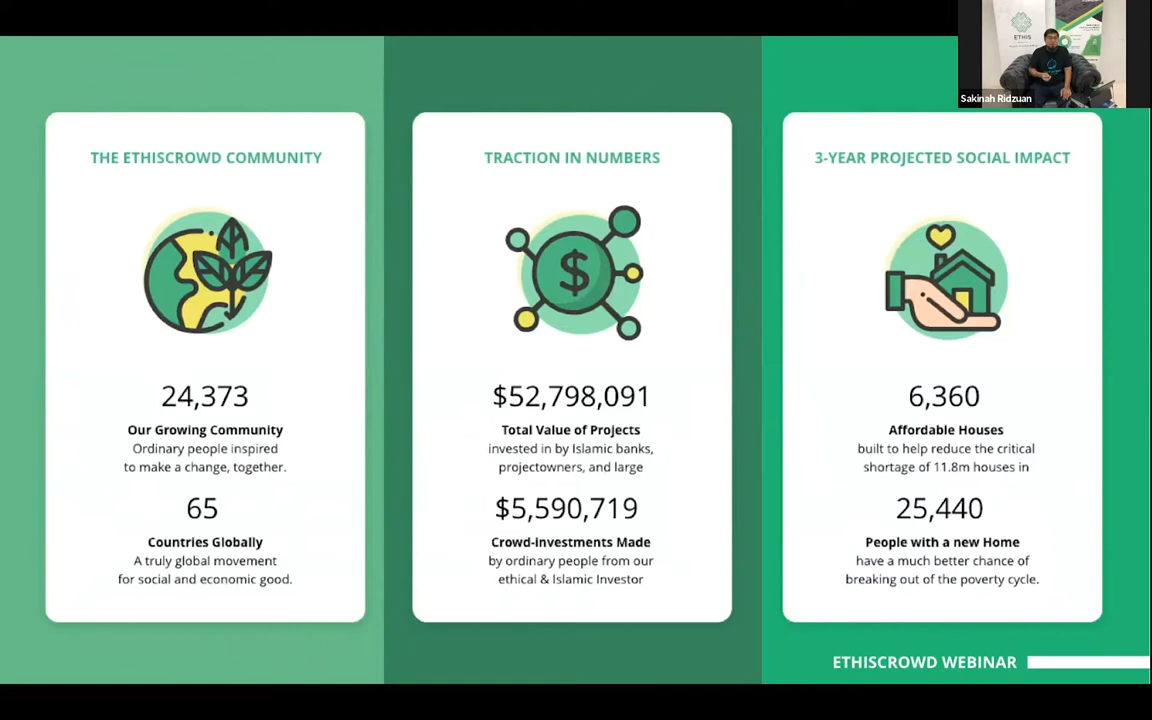 ETHIS
Sakinah Ridzuan
THE ETHISCROWD COMMUNITY
24,373
Our Growing Community
Ordinary people inspired
to make a change, together.
65
Countries Globally
A truly global movement
for social and economic good.
TRACTION IN NUMBERS
$
$52,798,091
Total Value of Projects
invested in by Islamic banks,
projectowners, and large
$5,590,719
Crowd-investments Made
by ordinary people from our
ethical & Islamic Investor
3-YEAR PROJECTED SOCIAL IMPACT
6,360
Affordable Houses
built to help reduce the critical
shortage of 11.8m houses in
25,440
People with a new Home
have a much better chance of
breaking out of the poverty cycle.
ETHISCROWD WEBINAR